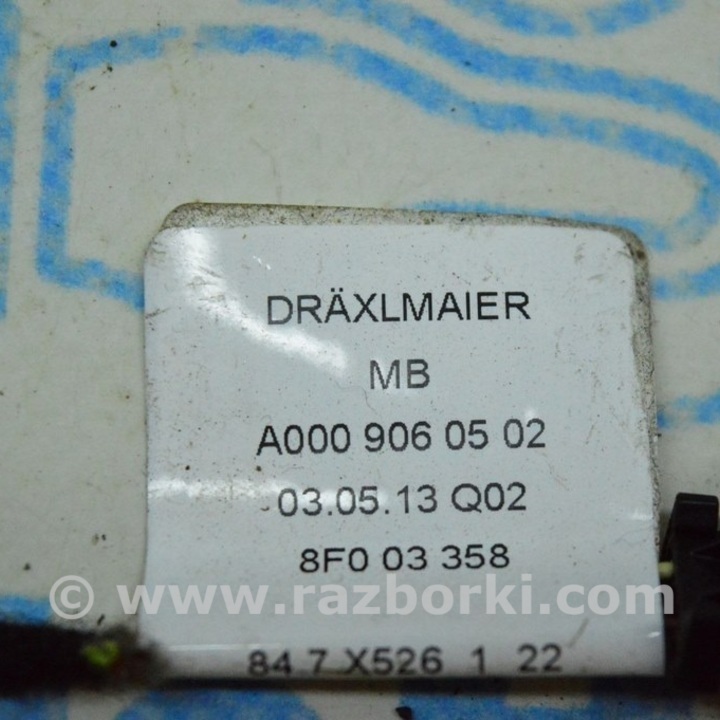 DRÄXLMAIER
MB
A000 906 05 02
03.05.13 Q02
8F0 03 358
© www.razborki.com
84.7 X526 1 22